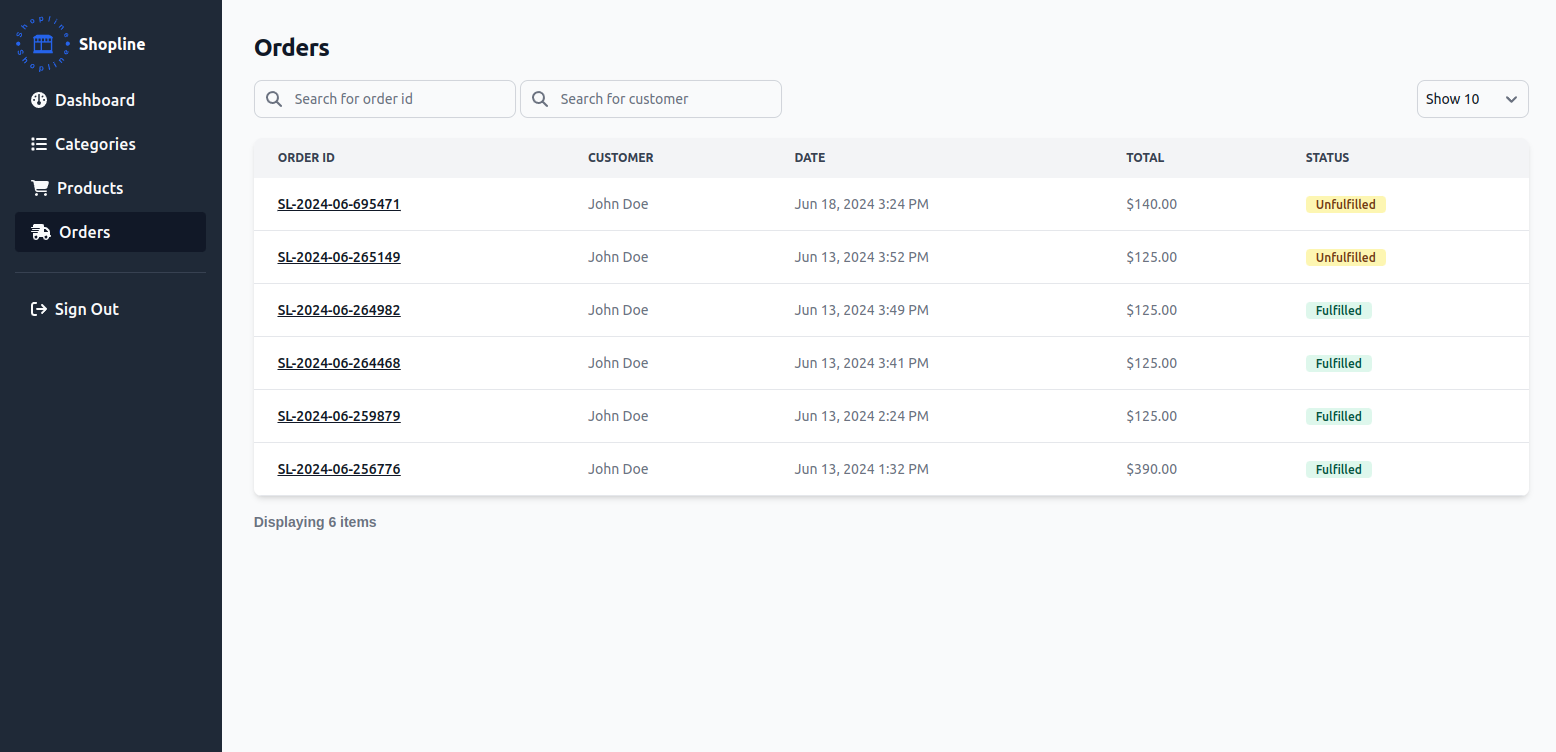 Shopline Shopline
Shopline
Dashboard
Categories
Products
Orders
Sign Out
Orders
Search for order id Search for customer Show 10
ORDER ID CUSTOMER DATE TOTAL STATUS
SL-2024-06-695471 John Doe Jun 18, 2024 3:24 PM $140.00 Unfulfilled
SL-2024-06-265149 John Doe Jun 13, 2024 3:52 PM $125.00 Unfulfilled
SL-2024-06-264982 John Doe Jun 13, 2024 3:49 PM $125.00 Fulfilled
SL-2024-06-264468 John Doe Jun 13, 2024 3:41 PM $125.00 Fulfilled
SL-2024-06-259879 John Doe Jun 13, 2024 2:24 PM $125.00 Fulfilled
SL-2024-06-256776 John Doe Jun 13, 2024 1:32 PM $390.00 Fulfilled
Displaying 6 items